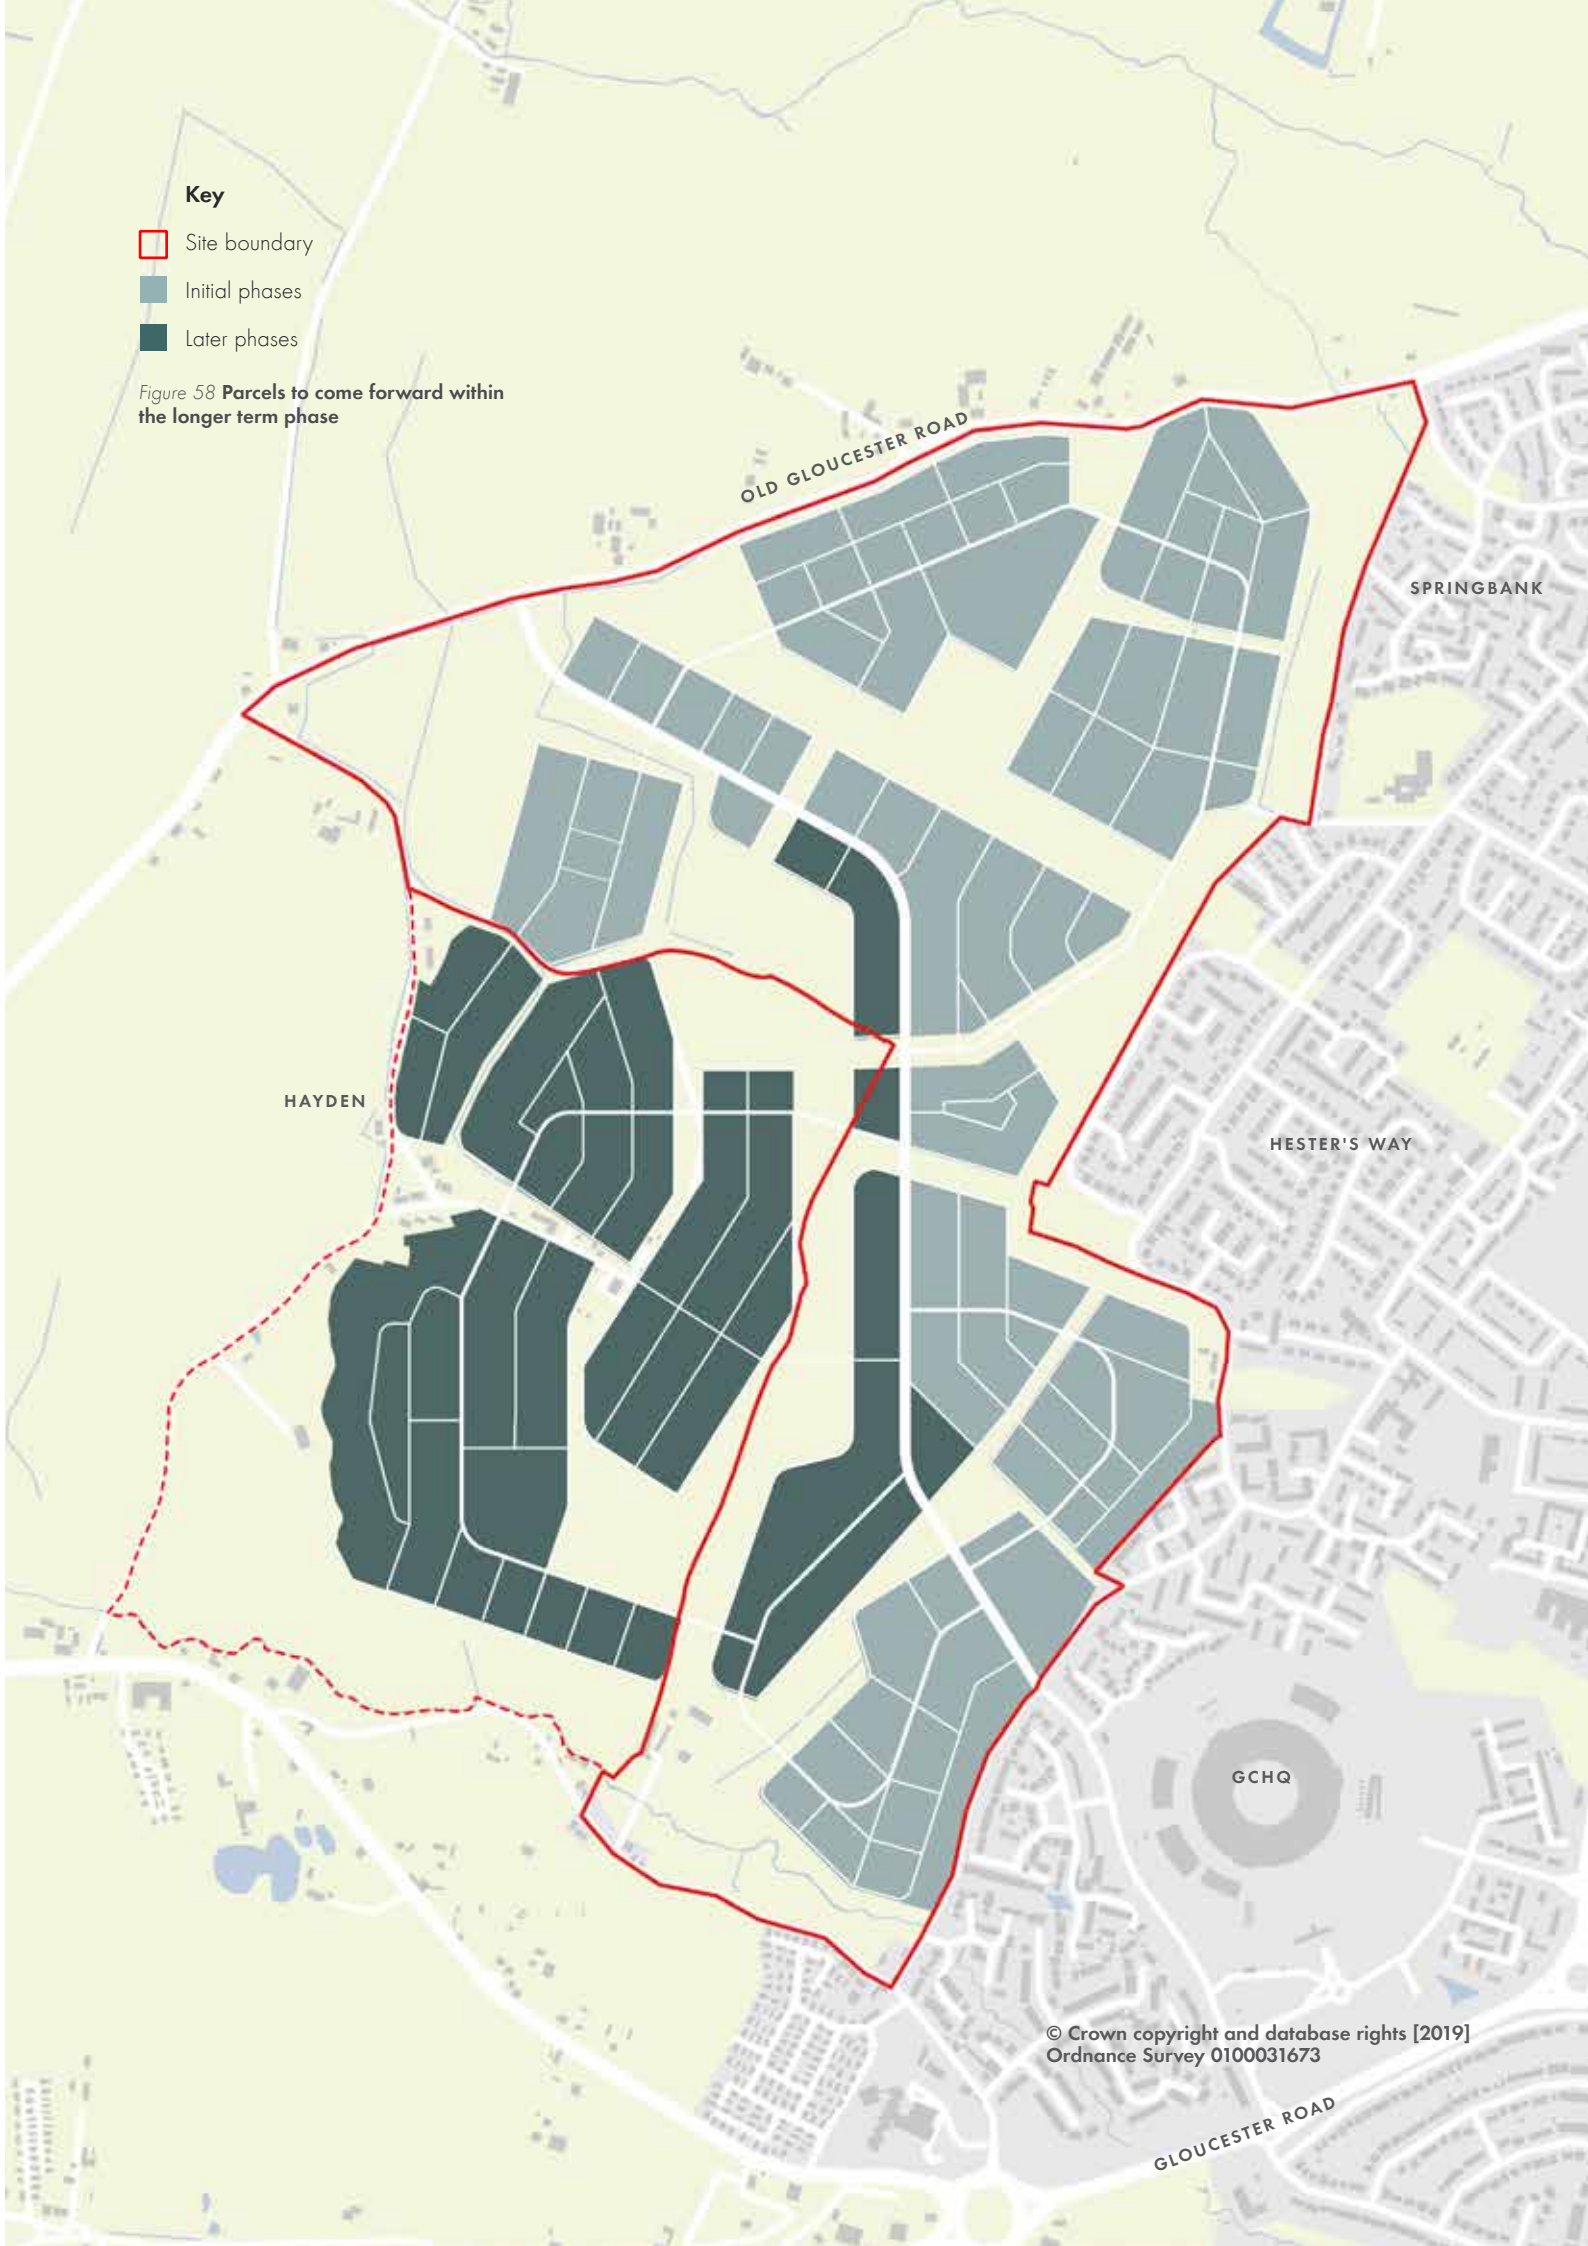 Key
Site boundary
Initial phases
Later phases
Figure 58 Parcels to come forward within
the longer term phase
OLD GLOUCESTER ROAD
SPRINGBANK
HAYDEN
HESTER'S WAY
GCHQ
© Crown copyright and database rights [2019]
Ordnance Survey 0100031673
GLOUCESTER ROAD